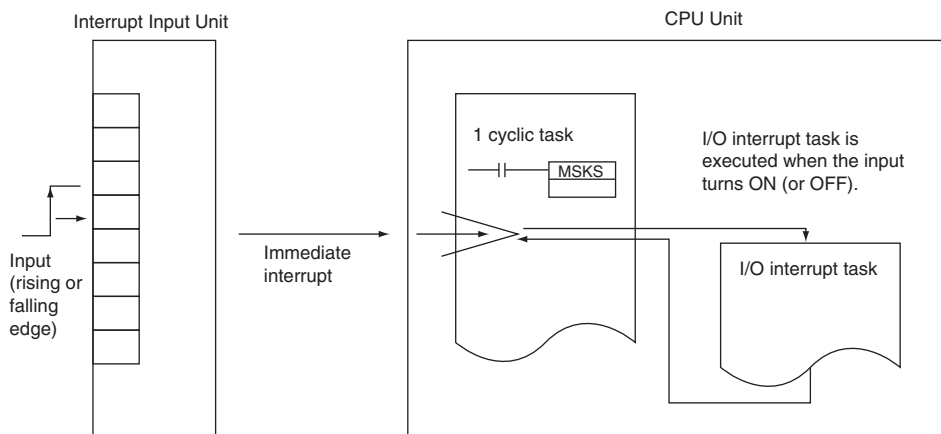 Interrupt Input Unit
CPU Unit
1 cyclic task
MSKS
I/O interrupt task is
executed when the input
turns ON (or OFF).
Input
(rising or
falling
edge)
Immediate
interrupt
I/O interrupt task